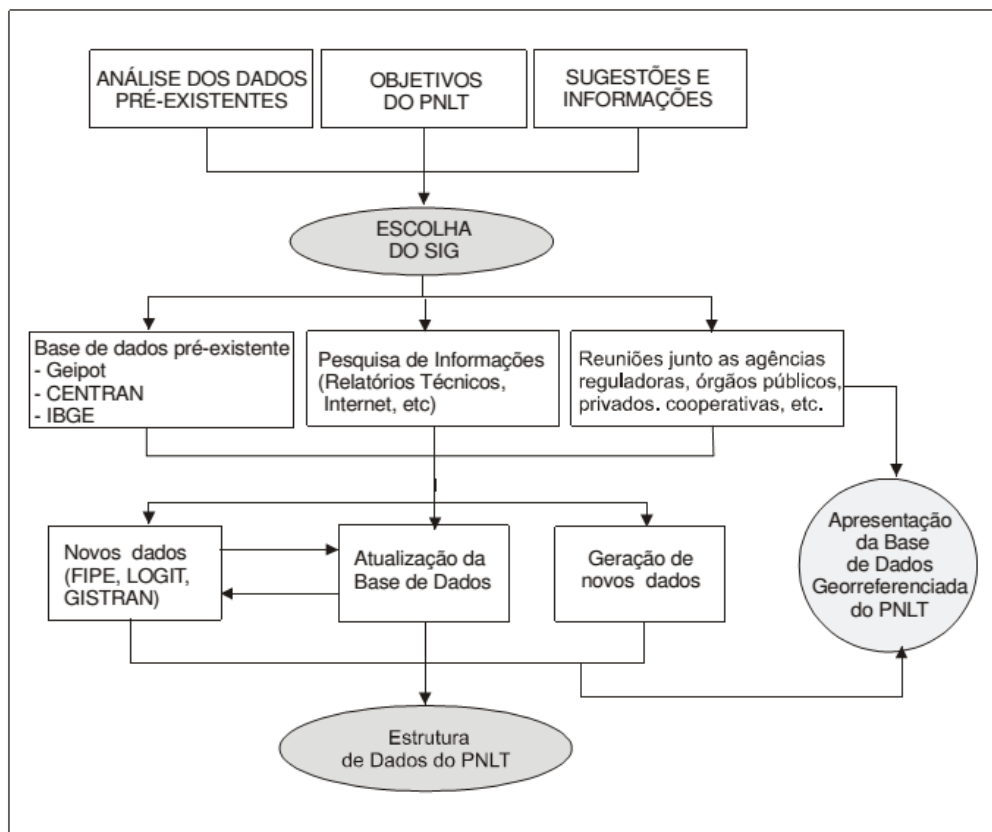 ANÁLISE DOS DADOS
PRÉ-EXISTENTES
OBJETIVOS
DO PNLT
SUGESTÕES E
INFORMAÇÕES
ESCOLHA
DO SIG
Base de dados pré-existente
- Geipot
- CENTRAN
- IBGE
Pesquisa de Informações
(Relatórios Técnicos,
Internet, etc)
Reuniões junto as agências
reguladoras, órgãos públicos,
privados. cooperativas, etc.
Novos dados
(FIPE, LOGIT,
GISTRAN)
Atualização da
Base de Dados
Geração de
novos dados
Apresentação
da Base
de Dados
Georreferenciada
do PNLT
Estrutura
de Dados do PNLT